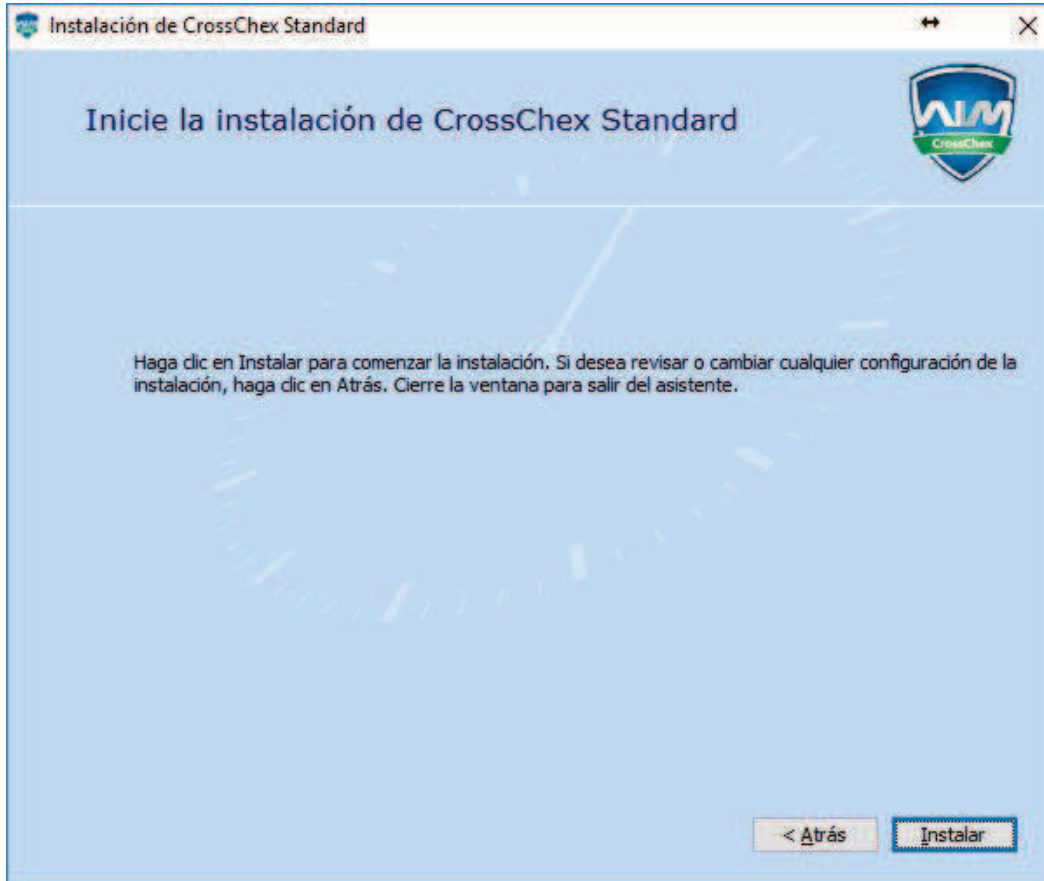 Instalación de CrossChex Standard
Inicie la instalación de CrossChex Standard
AIM
CrossChex
Haga clic en Instalar para comenzar la instalación. Si desea revisar o cambiar cualquier configuración de la
instalación, haga clic en Atrás. Cierre la ventana para salir del asistente.
< Atrás
Instalar